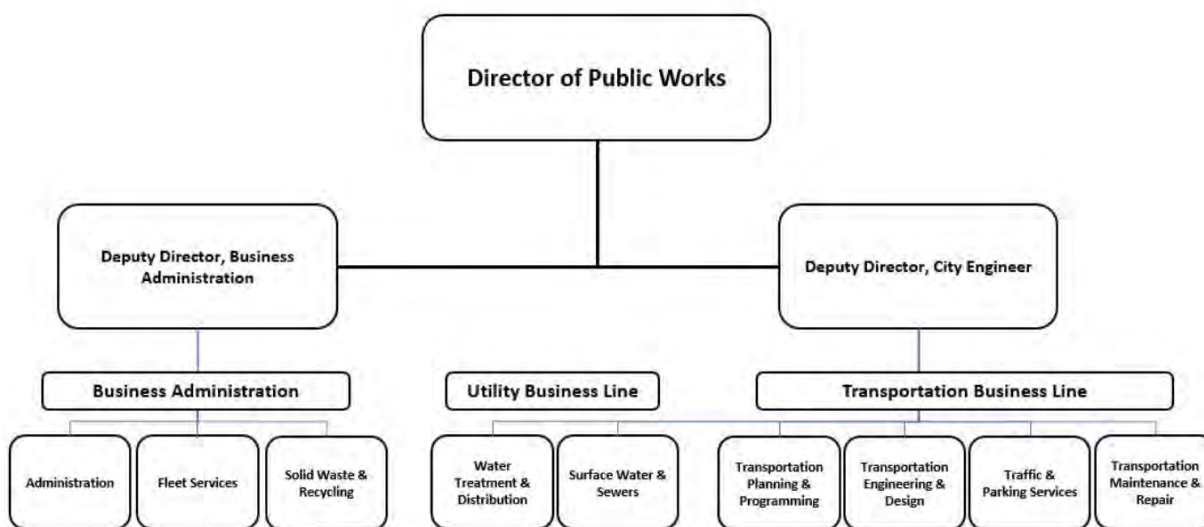 Director of Public Works
Deputy Director, Business
Administration
Deputy Director, City Engineer
Business Administration
Utility Business Line
Transportation Business Line
Administration
Fleet Services
Solid Waste &
Recycling
Water
Treatment &
Distribution
Surface Water &
Sewers
Transportation
Planning &
Programming
Transportation
Engineering &
Design
Traffic &
Parking Services
Transportation
Maintenance &
Repair